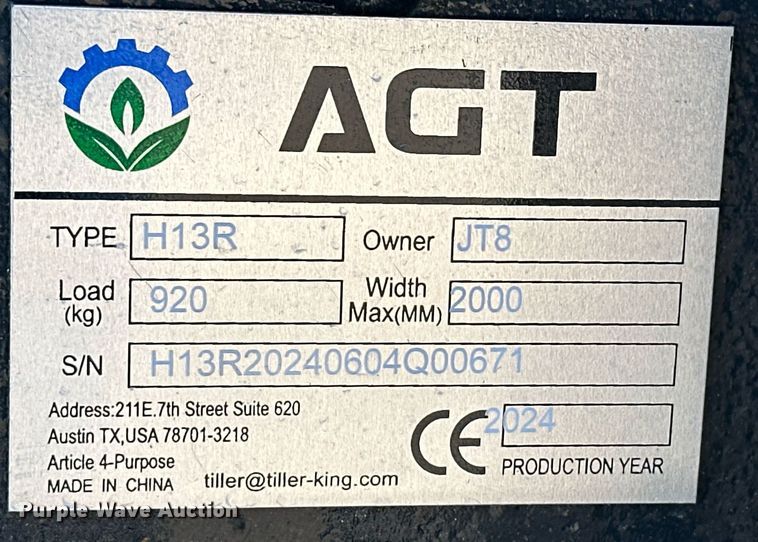 AGT
TYPE H13R Owner JT8
Load (kg) 920 Width Max(MM) 2000
S/N H13R20240604Q00671
Address:211E.7th Street Suite 620
Austin TX,USA 78701-3218
Article 4-Purpose
MADE IN CHINA tiller@tiller-king.com
CE 2024
PRODUCTION YEAR
Purple Wave Auction